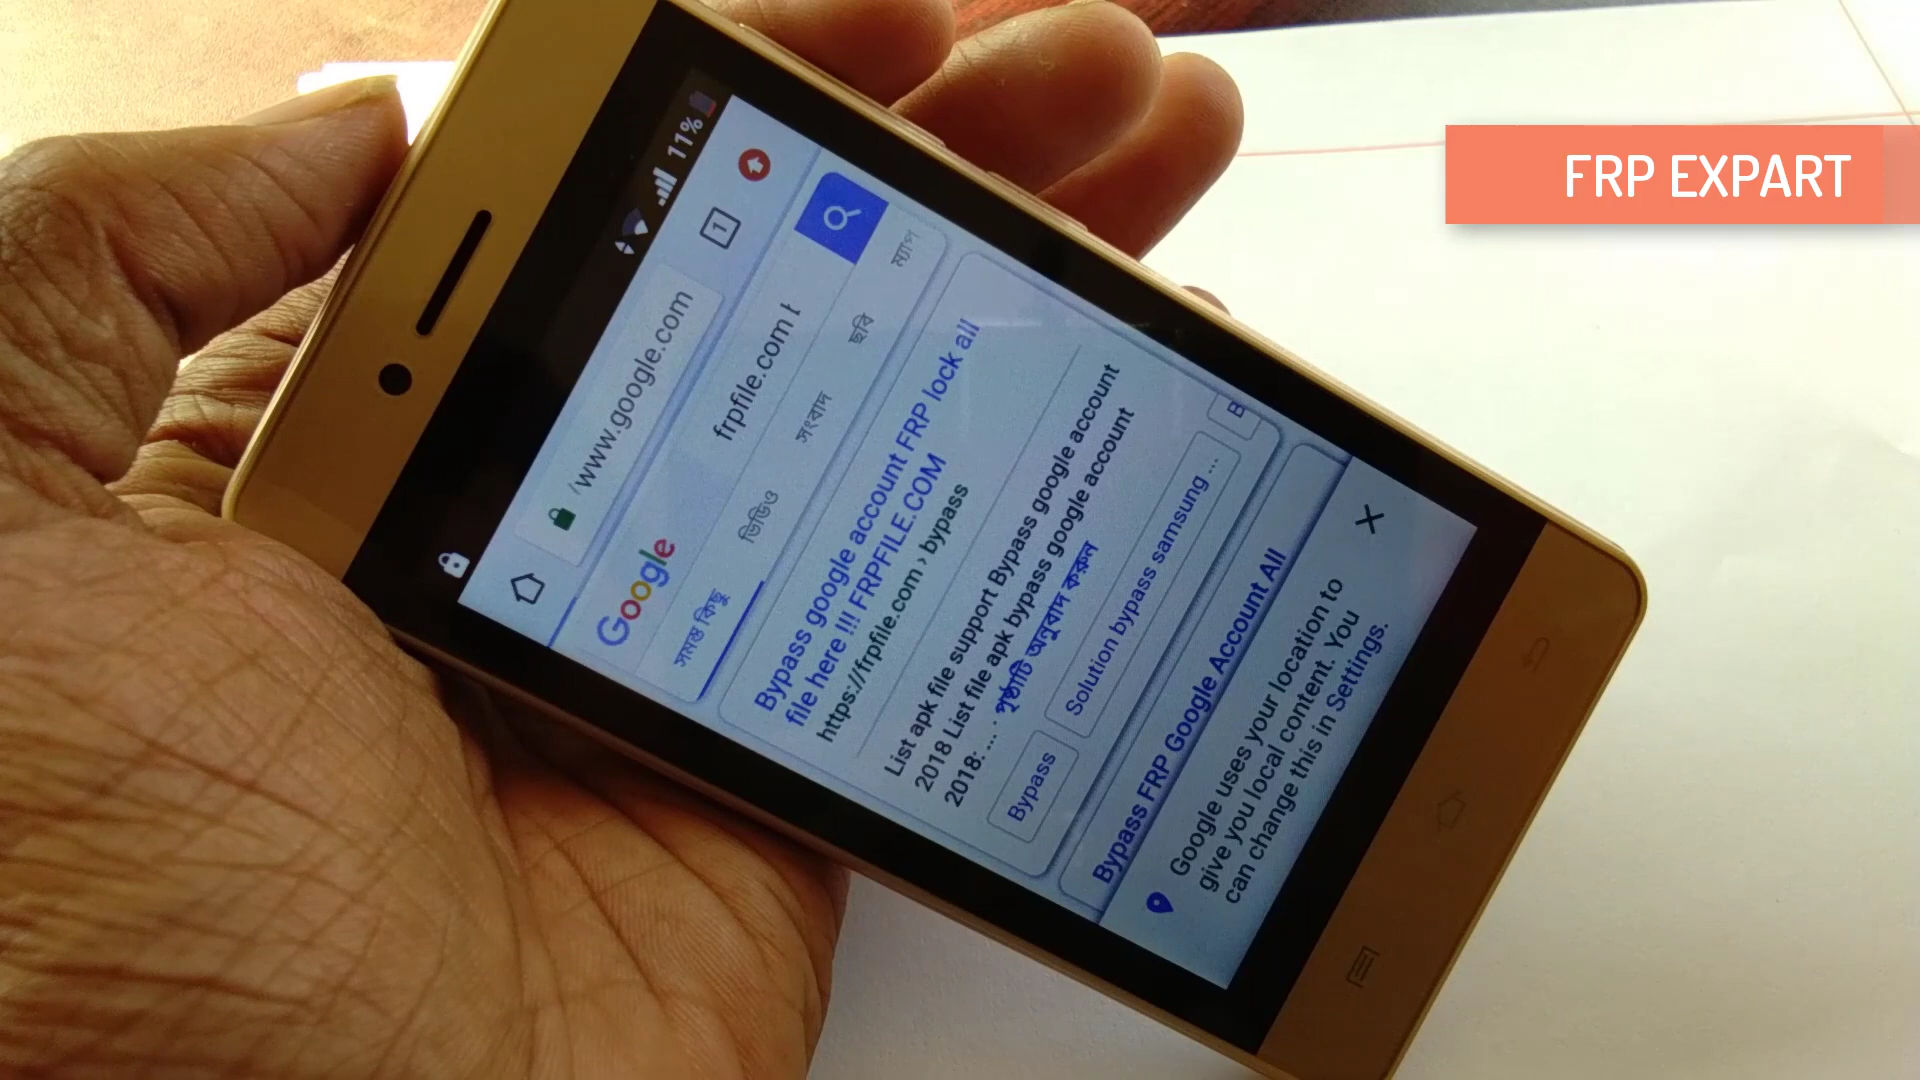 FRP EXPART
11%
/www.google.com
1
Google
frpfile.com
সমস্ত কিছু ভিডিও সংবাদ ছবি ম্যাপ
Bypass google account FRP lock all
file here !!! FRPFILE.COM
https://frpfile.com › bypass
List apk file support Bypass google account
2018 List file apk bypass google account
2018: ... · পৃষ্ঠাটি অনুবাদ করুন
Bypass
Solution bypass samsung ...
B
Bypass FRP Google Account All
Google uses your location to
give you local content. You
can change this in Settings.